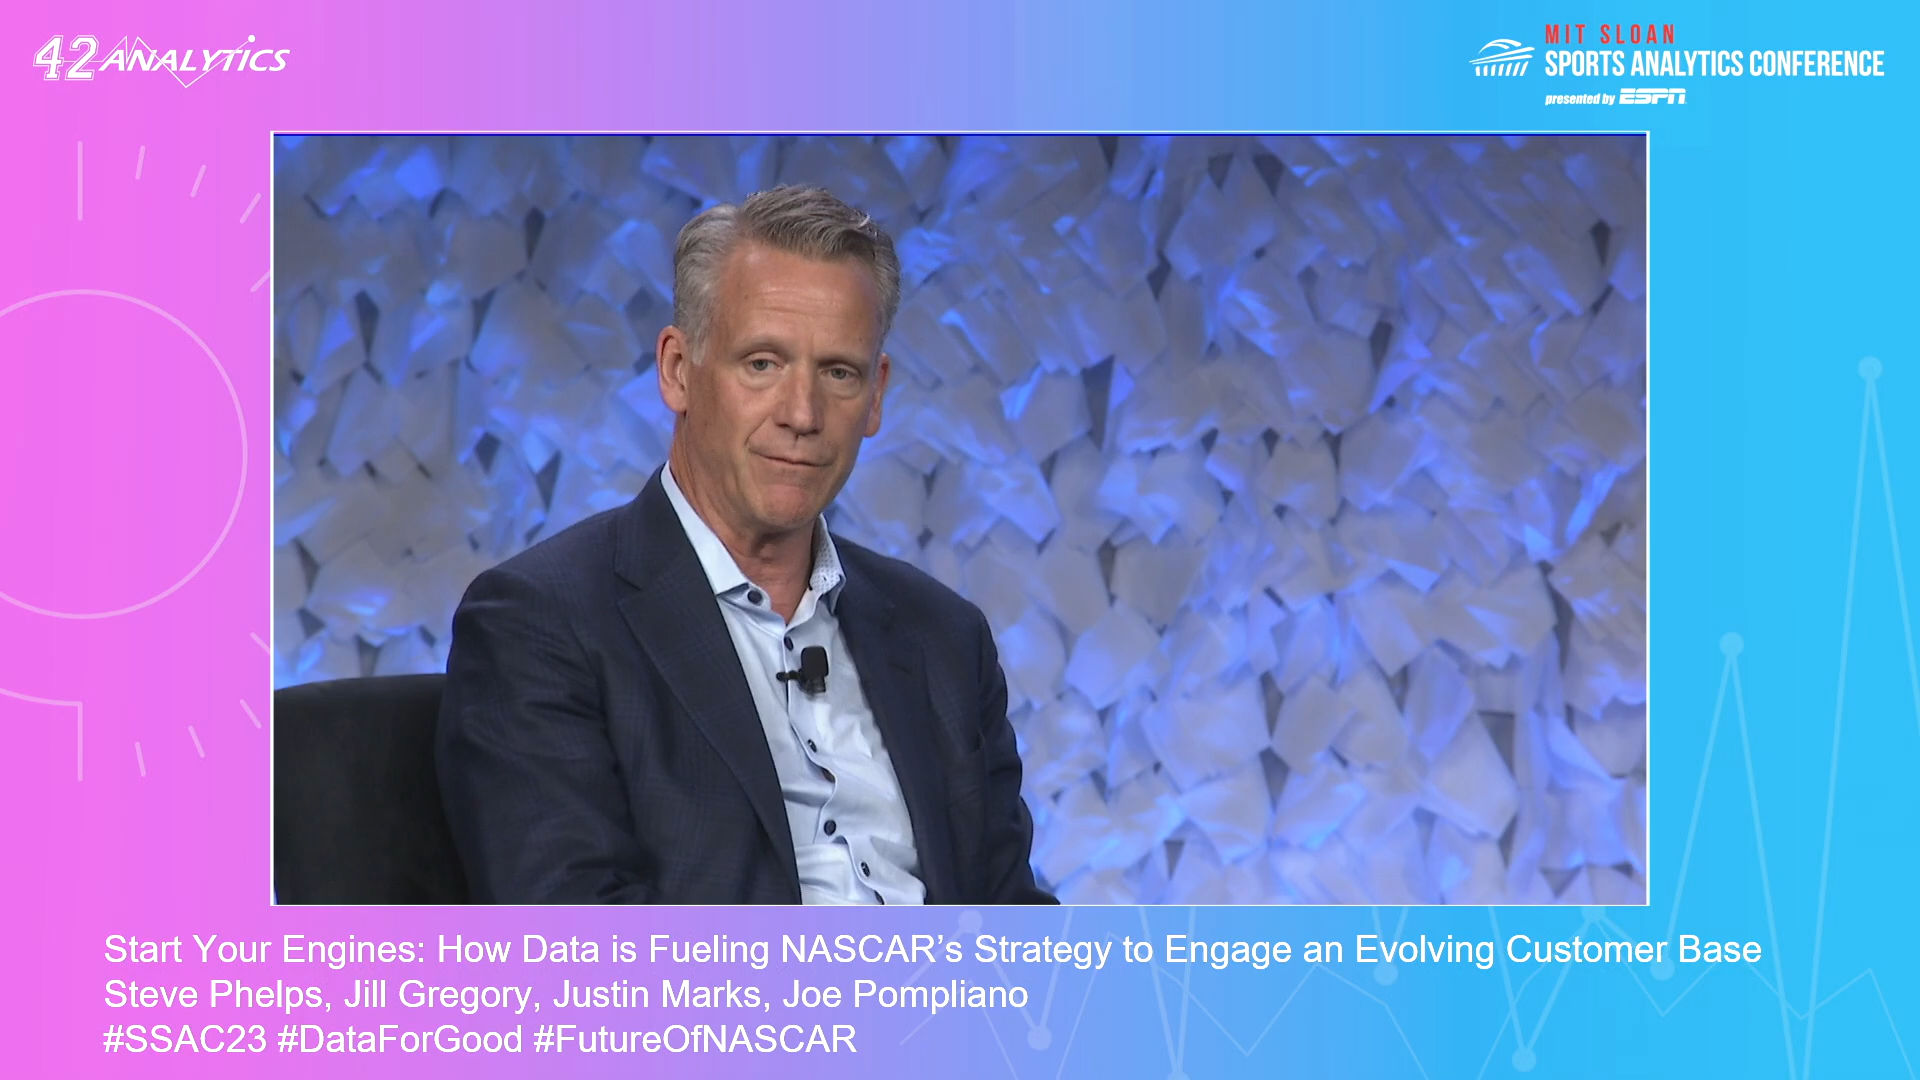 42 ANALYTICS
MIT SLOAN
SPORTS ANALYTICS CONFERENCE
presented by ESPN
Start Your Engines: How Data is Fueling NASCAR’s Strategy to Engage an Evolving Customer Base
Steve Phelps, Jill Gregory, Justin Marks, Joe Pompliano
#SSAC23 #DataForGood #FutureOfNASCAR